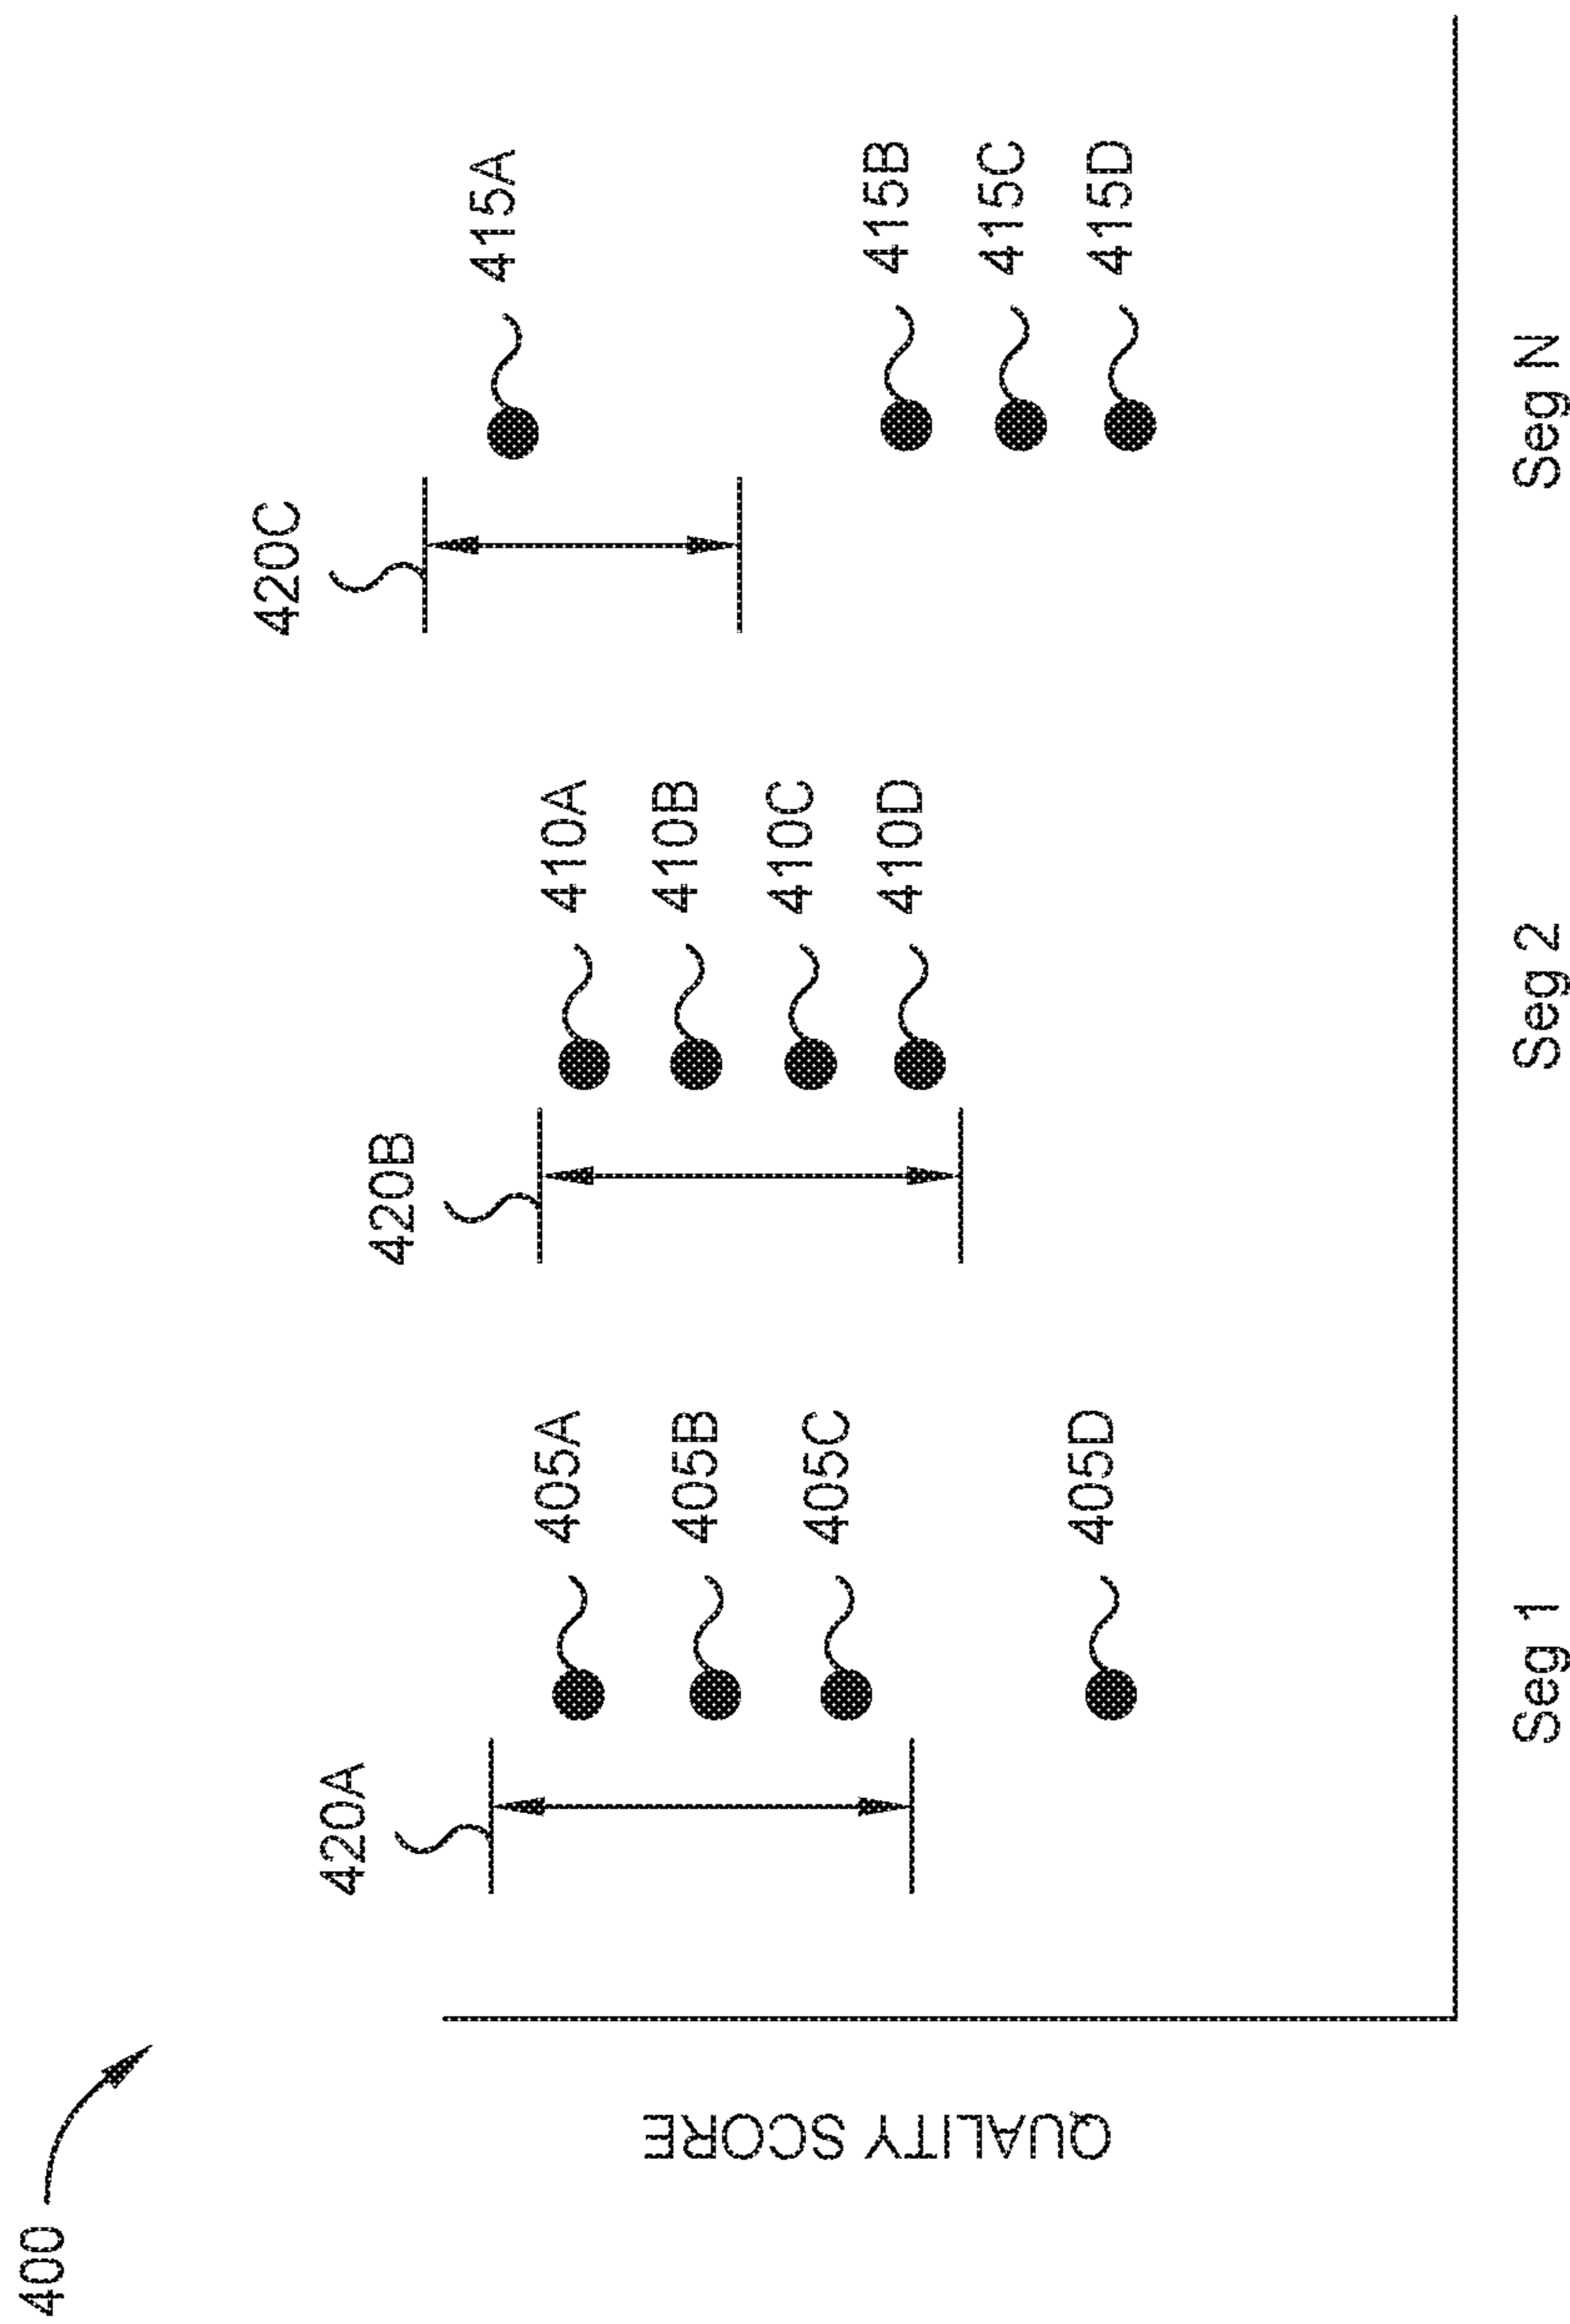 400
QUALITY SCORE
420A
405A
405B
405C
405D
Seg 1
420B
410A
410B
410C
410D
Seg 2
420C
415A
415B
415C
415D
Seg N